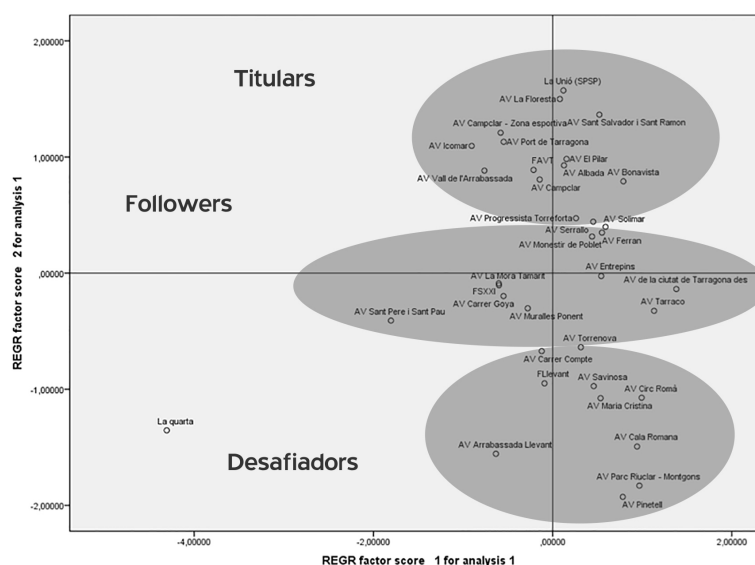 2,00000
Titulars
La Unió (SPSP)
AV La Floresta
AV Campclar - Zona esportiva
AV Sant Salvador i Sant Ramon
AV Port de Tarragona
AV Icomar
1,00000
FAVT
AV El Pilar
AV Albada
AV Bonavista
AV Vall de l'Arrabassada
AV Campclar
Followers
AV Progressista Torreforta
AV Solimar
AV Serrallo
AV Ferran
AV Monestir de Poblet
,00000
AV Entrepins
AV La Mora Tamarit
AV de la ciutat de Tarragona des
FSXXI
AV Carrer Goya
AV Tarraco
AV Sant Pere i Sant Pau
AV Muralles Ponent
AV Torrenova
AV Carrer Compte
FLlevant
AV Savinosa
AV Circ Romà
-1,00000
AV Maria Cristina
La quarta
AV Cala Romana
AV Arrabassada Llevant
Desafiadors
AV Parc Riuclar - Montgons
AV Pinetell
-2,00000
-4,00000
-2,00000
,00000
2,00000
REGR factor score 1 for analysis 1
REGR factor score 2 for analysis 1